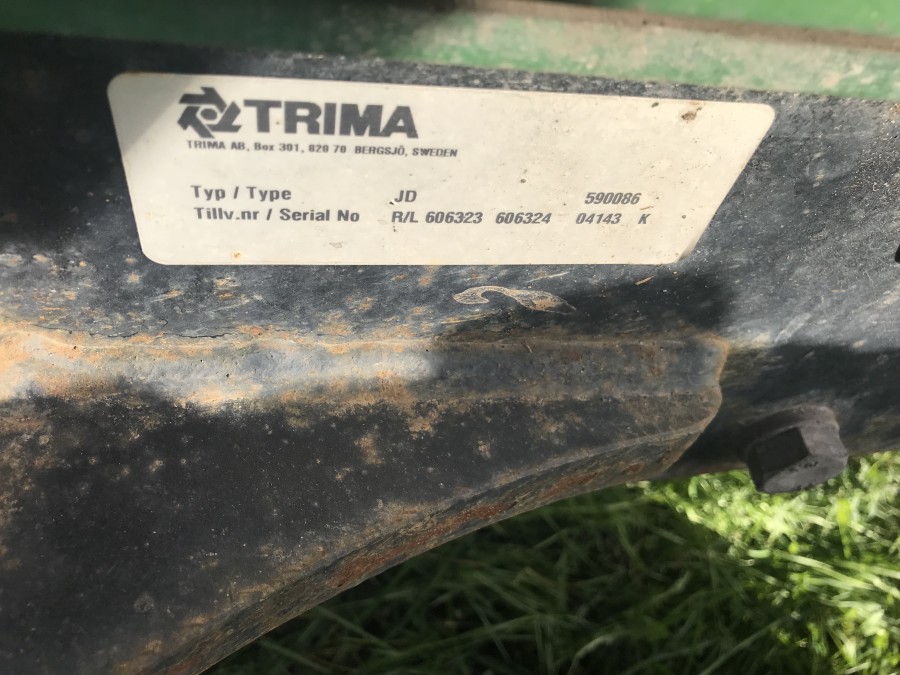 TRIMA
TRIMA AB, Box 301, 820 70 BERGSJÖ, SWEDEN
Typ / Type JD 590086
Tillv.nr / Serial No R/L 606323 606324 04143 K